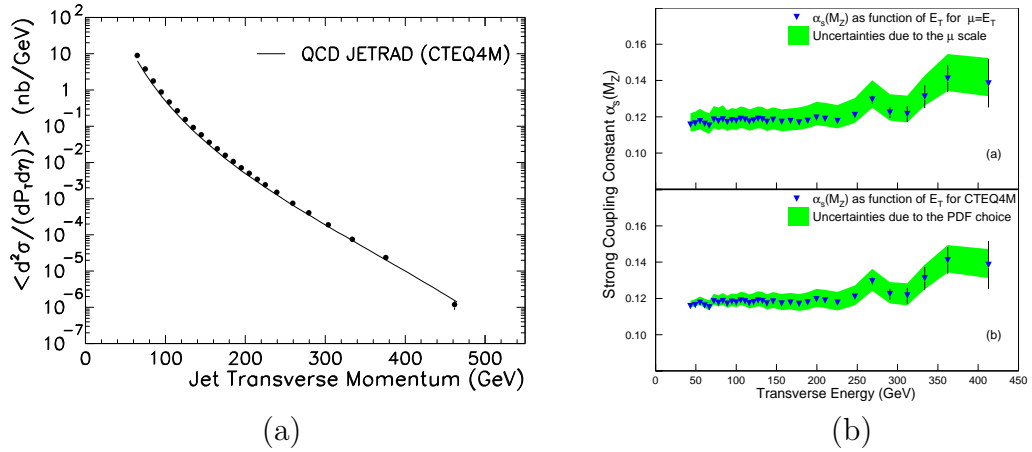 10²
10
1
10⁻¹
10⁻²
10⁻³
10⁻⁴
10⁻⁵
10⁻⁶
10⁻⁷
<d²σ/(dP_T dη)> (nb/GeV)
QCD JETRAD (CTEQ4M)
0 100 200 300 400 500
Jet Transverse Momentum (GeV)
(a)
Strong Coupling Constant α_s(M_Z)
α_s(M_Z) as function of E_T for μ=E_T
Uncertainties due to the μ scale
0.16
0.14
0.12
0.10
(a)
α_s(M_Z) as function of E_T for CTEQ4M
Uncertainties due to the PDF choice
0.16
0.14
0.12
0.10
(b)
0 50 100 150 200 250 300 350 400 450
Transverse Energy (GeV)
(b)